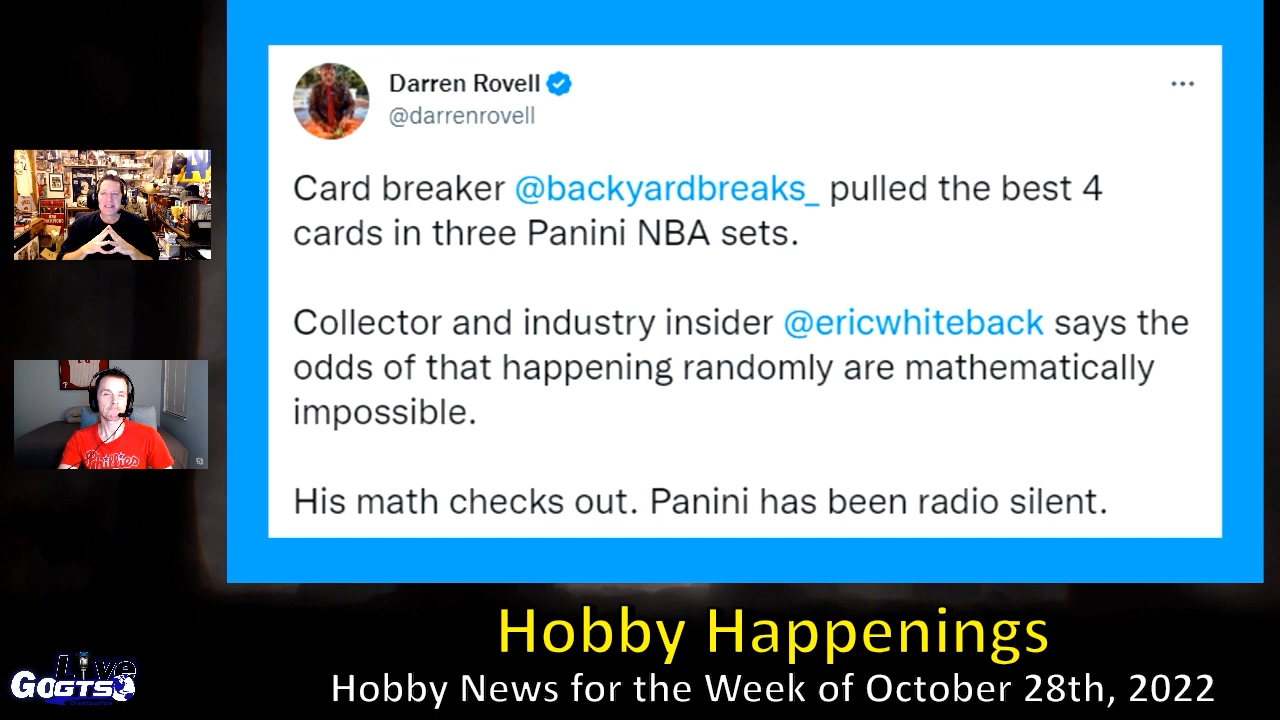 Darren Rovell
@darrenrovell
Card breaker @backyardbreaks_ pulled the best 4
cards in three Panini NBA sets.
Collector and industry insider @ericwhiteback says the
odds of that happening randomly are mathematically
impossible.
His math checks out. Panini has been radio silent.
Phillies
Hobby Happenings
Hobby News for the Week of October 28th, 2022
Live
GOGTS